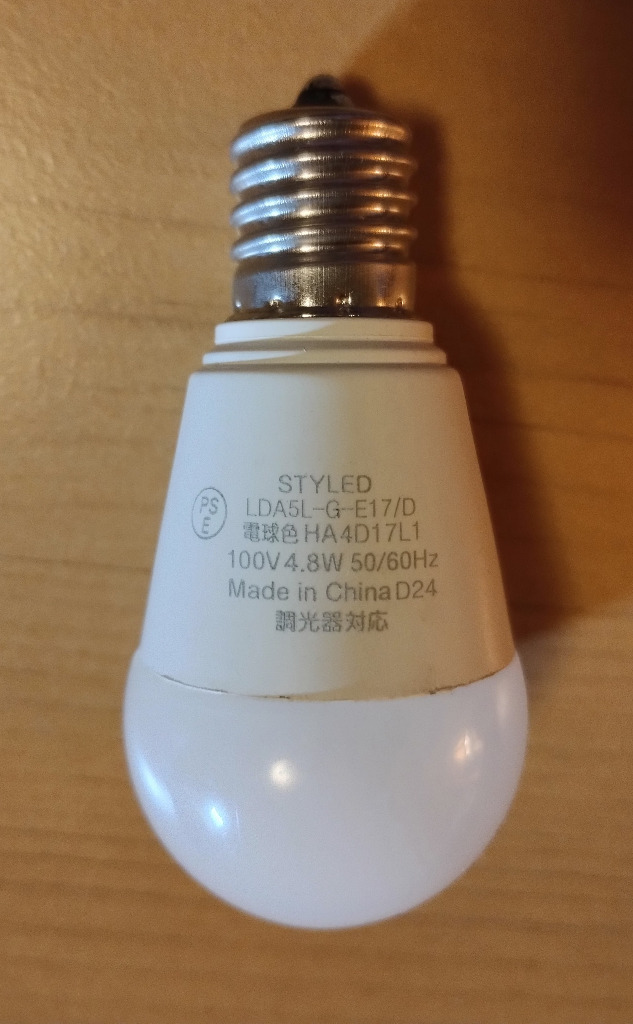 STYLED
PS
E
LDA5L-G-E17/D
電球色 HA4D17L1
100V 4.8W 50/60Hz
Made in China D24
調光器対応